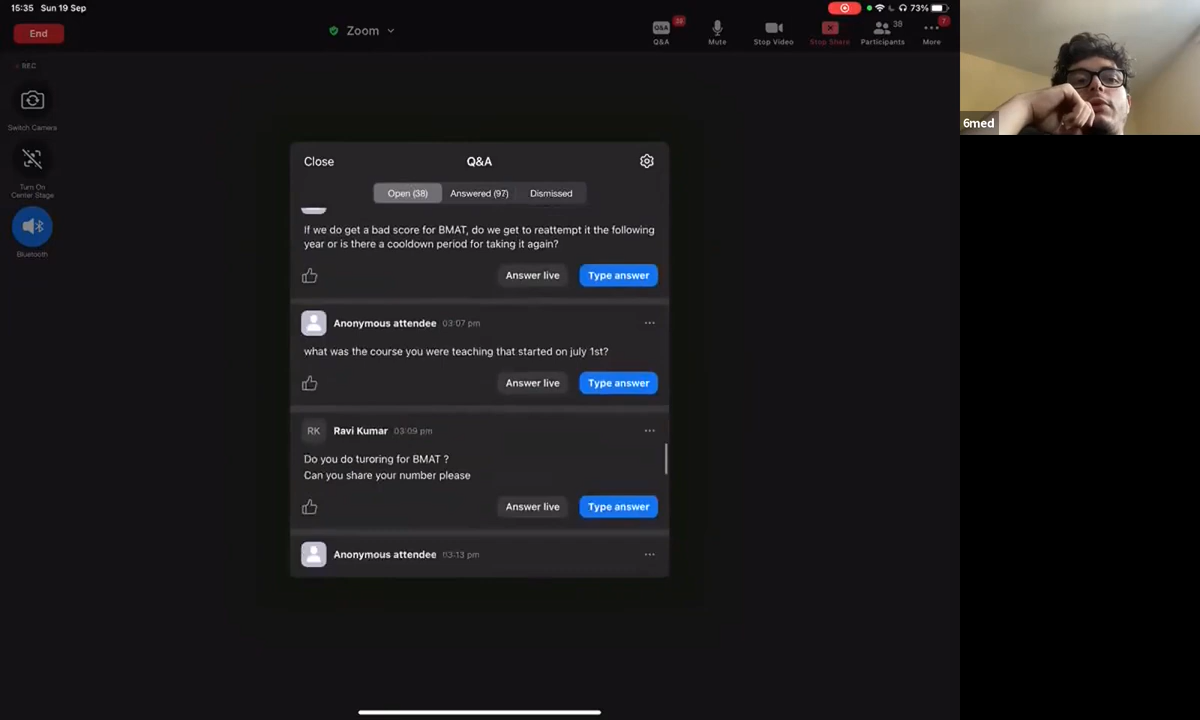 15:35 Sun 19 Sep
73%
End
Zoom
Q&A
38
Q&A
Mute
Stop Video
Stop Share
38
Participants
7
More
REC
Switch Camera
Turn On
Center Stage
Bluetooth
6med
Close
Q&A
Open (38)
Answered (97)
Dismissed
If we do get a bad score for BMAT, do we get to reattempt it the following
year or is there a cooldown period for taking it again?
Answer live
Type answer
Anonymous attendee 03:07 pm
what was the course you were teaching that started on july 1st?
Answer live
Type answer
RK
Ravi Kumar 03:09 pm
Do you do turoring for BMAT ?
Can you share your number please
Answer live
Type answer
Anonymous attendee 03:13 pm